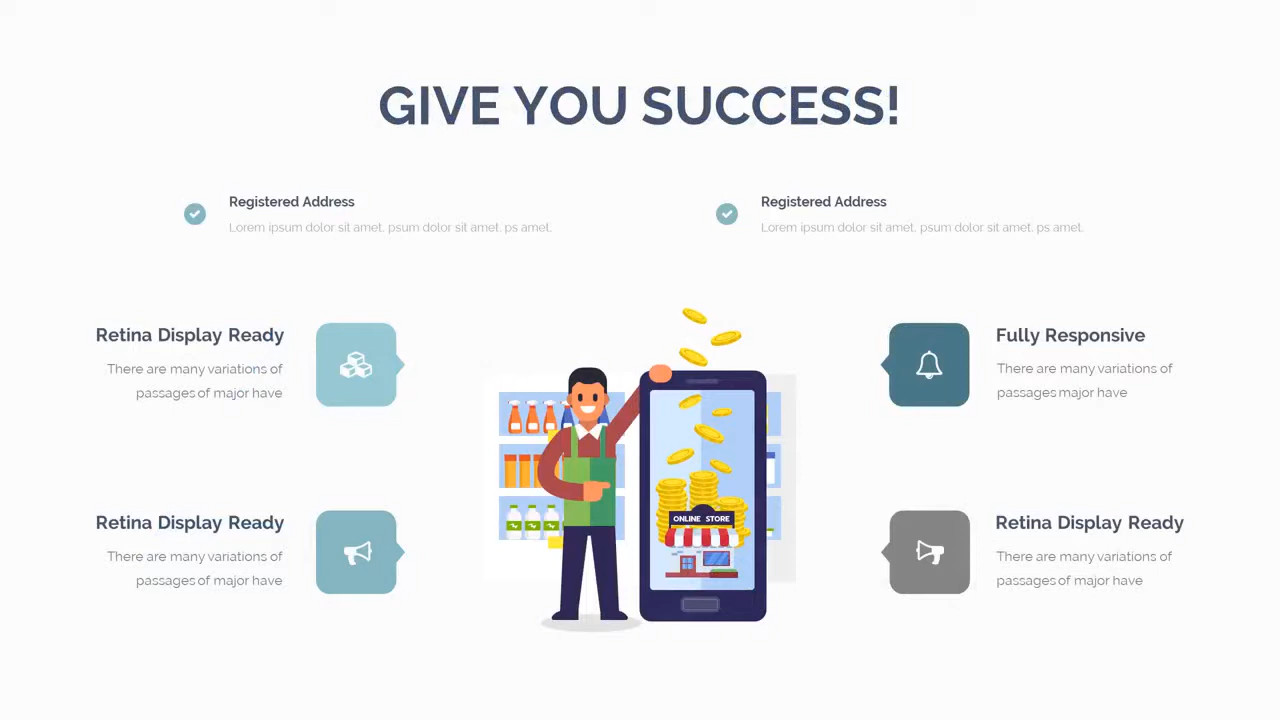 GIVE YOU SUCCESS!
Registered Address
Lorem ipsum dolor sit amet, psum dolor sit amet, ps amet,
Registered Address
Lorem ipsum dolor sit amet, psum dolor sit amet, ps amet,
Retina Display Ready
There are many variations of
passages of major have
Fully Responsive
There are many variations of
passages of major have
ONLINE STORE
Retina Display Ready
There are many variations of
passages of major have
Retina Display Ready
There are many variations of
passages of major have